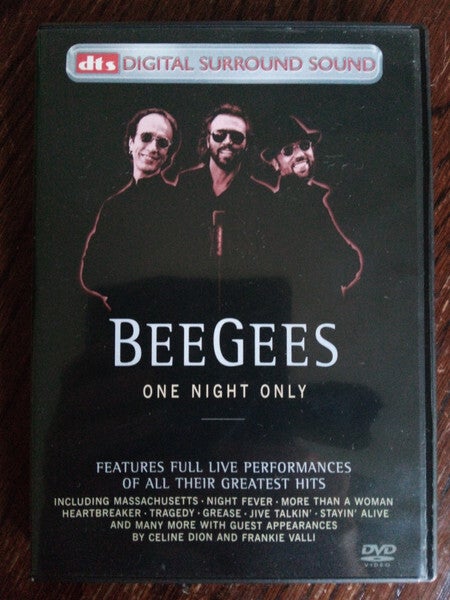 dts DIGITAL SURROUND SOUND
BEEGEES
ONE NIGHT ONLY
FEATURES FULL LIVE PERFORMANCES
OF ALL THEIR GREATEST HITS
INCLUDING MASSACHUSETTS · NIGHT FEVER · MORE THAN A WOMAN
HEARTBREAKER · TRAGEDY · GREASE · JIVE TALKIN' · STAYIN' ALIVE
AND MANY MORE WITH GUEST APPEARANCES
BY CELINE DION AND FRANKIE VALLI
DVD
VIDEO